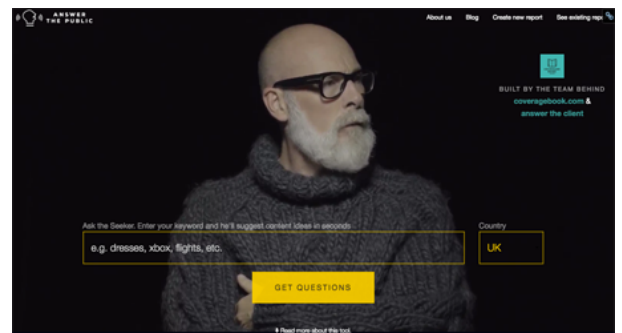 ANSWER
THE PUBLIC
About us Blog Create new report See existing rep
BUILT BY THE TEAM BEHIND
coveragebook.com &
answer the client
Ask the Seeker. Enter your keyword and he'll suggest content ideas in seconds
Country
e.g. dresses, xbox, flights, etc.
UK
GET QUESTIONS
Read more about this tool.